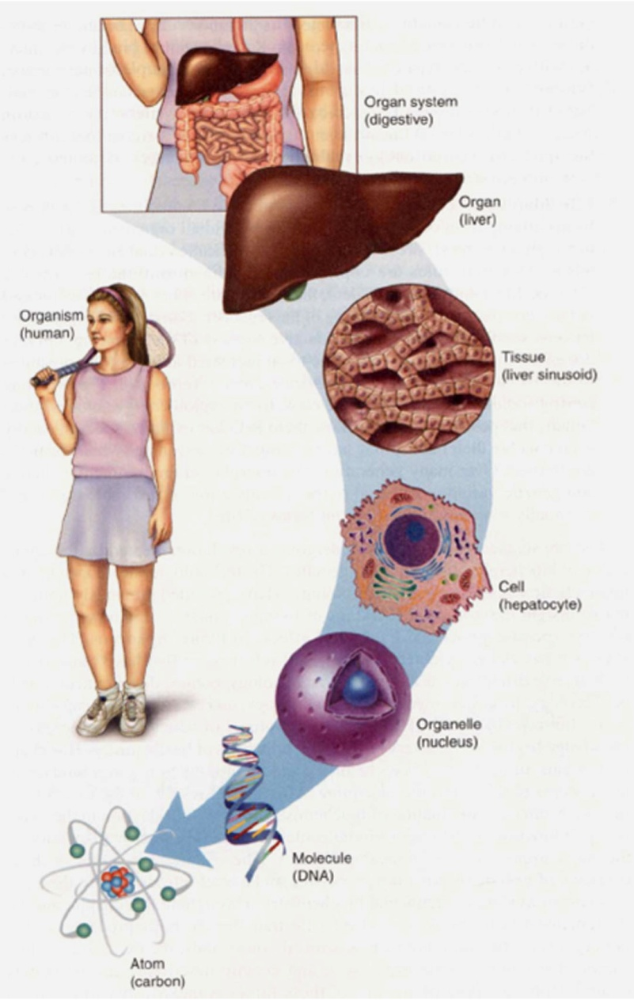 Organ system
(digestive)
Organ
(liver)
Organism
(human)
Tissue
(liver sinusoid)
Cell
(hepatocyte)
Organelle
(nucleus)
Molecule
(DNA)
Atom
(carbon)